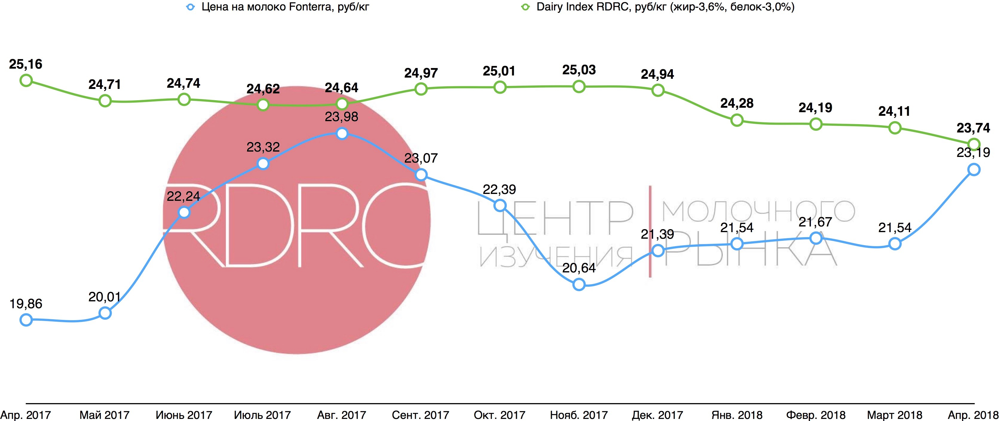 Цена на молоко Fonterra, руб/кг
Dairy Index RDRC, руб/кг (жир-3,6%, белок-3,0%)
25,16
24,71
24,74
24,62
24,64
24,97
25,01
25,03
24,94
24,28
24,19
24,11
23,74
19,86
20,01
22,24
23,32
23,98
23,07
22,39
20,64
21,39
21,54
21,67
21,54
23,19
RDRC
ЦЕНТР
ИЗУЧЕНИЯ
МОЛОЧНОГО
РЫНКА
Апр. 2017
Май 2017
Июнь 2017
Июль 2017
Авг. 2017
Сент. 2017
Окт. 2017
Нояб. 2017
Дек. 2017
Янв. 2018
Февр. 2018
Март 2018
Апр. 2018